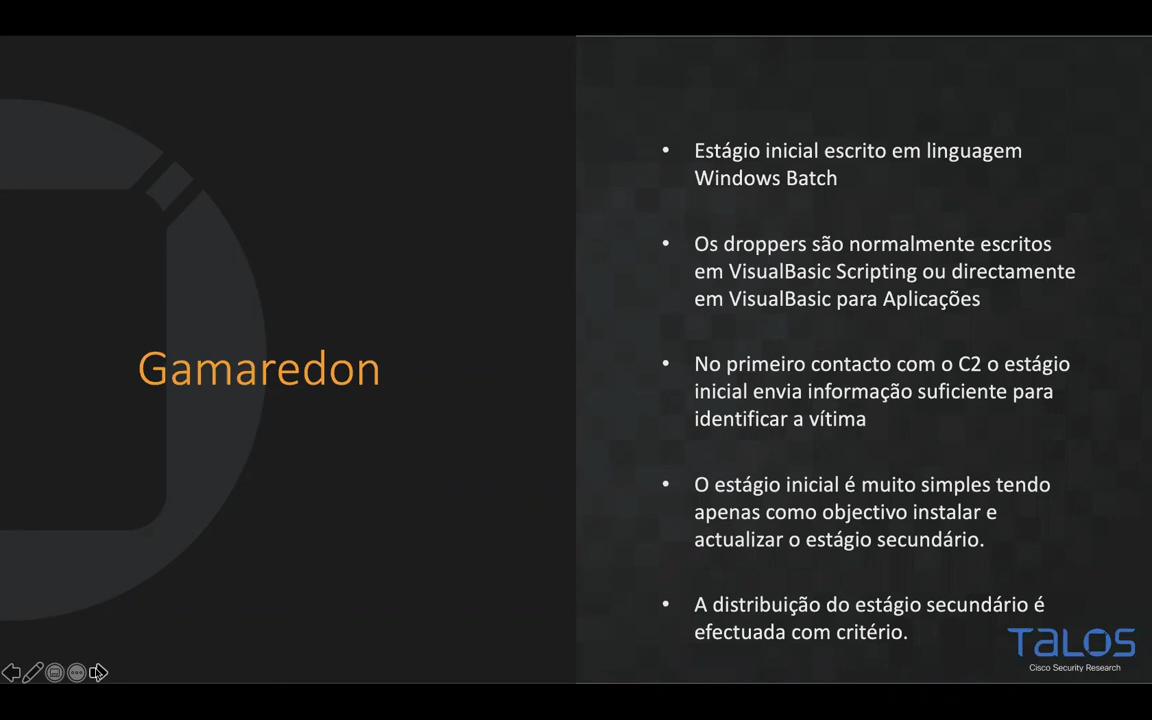 Gamaredon
• Estágio inicial escrito em linguagem
Windows Batch
• Os droppers são normalmente escritos
em VisualBasic Scripting ou directamente
em VisualBasic para Aplicações
• No primeiro contacto com o C2 o estágio
inicial envia informação suficiente para
identificar a vítima
• O estágio inicial é muito simples tendo
apenas como objectivo instalar e
actualizar o estágio secundário.
• A distribuição do estágio secundário é
efectuada com critério.
TALOS
Cisco Security Research